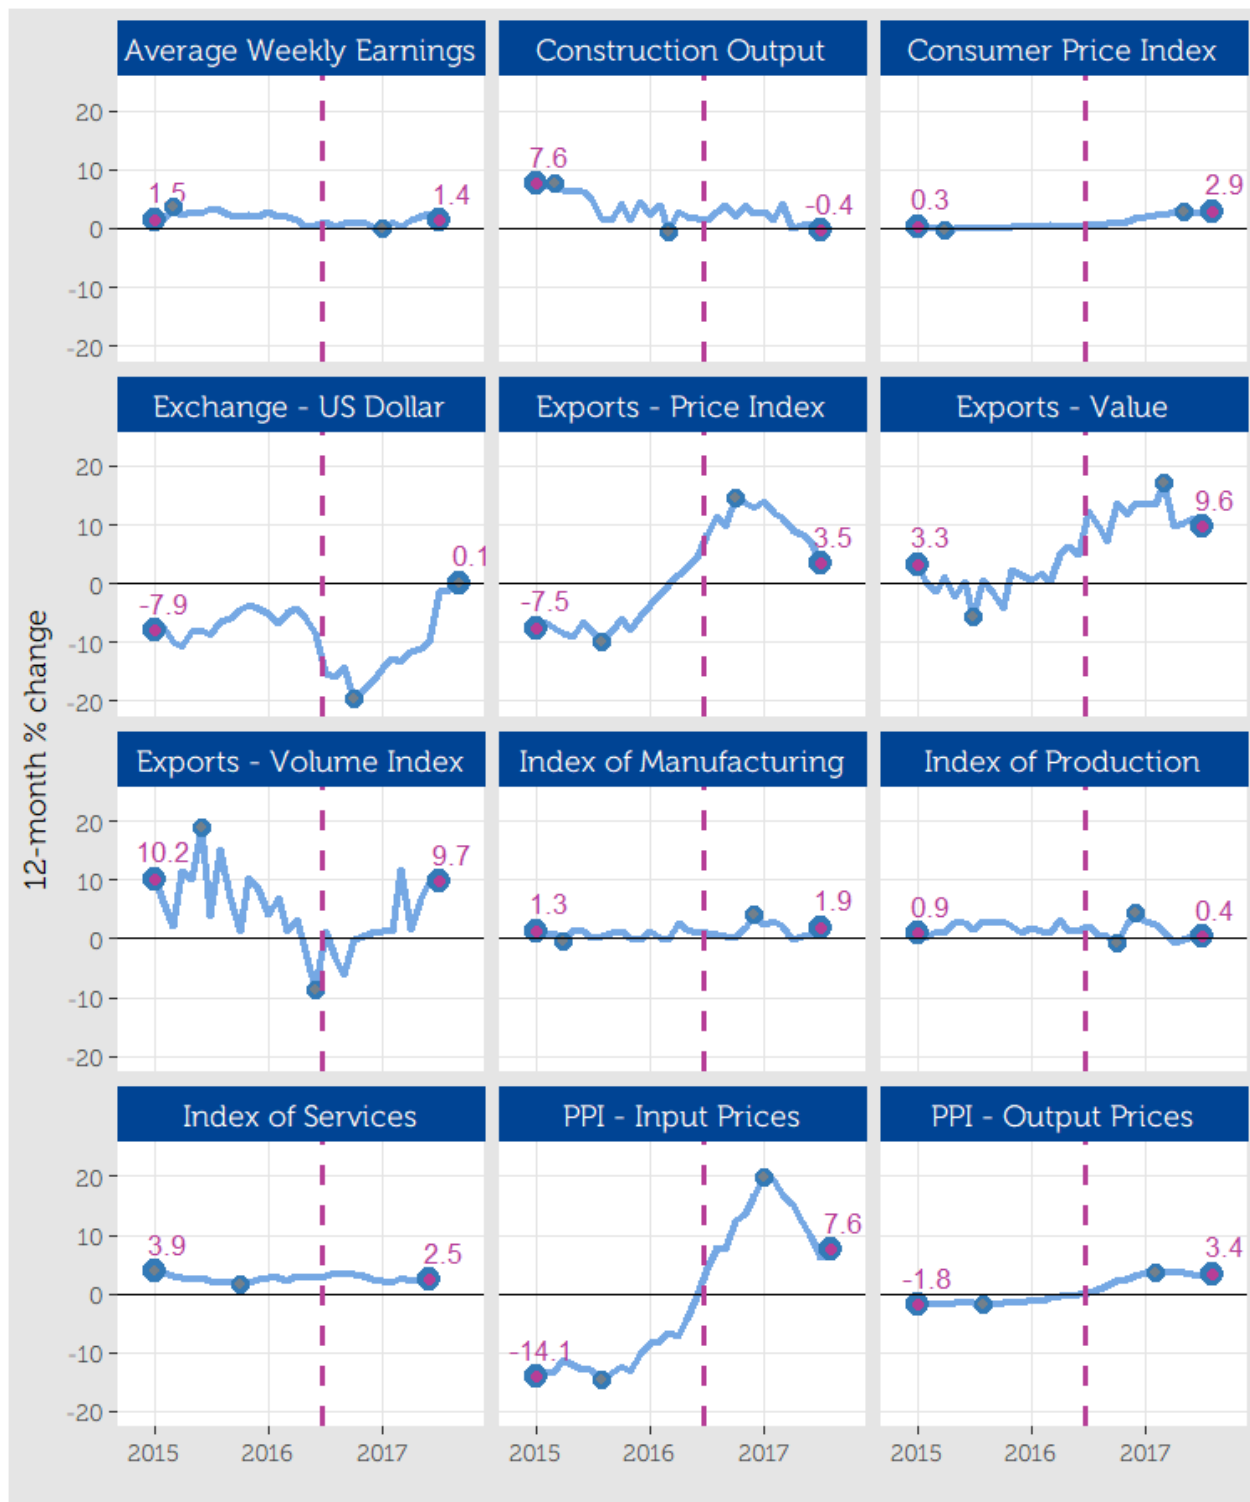 Average Weekly Earnings
Construction Output
Consumer Price Index
20
10
0
-10
-20
1.5
1.4
7.6
-0.4
0.3
2.9
Exchange - US Dollar
Exports - Price Index
Exports - Value
20
10
0
-10
-20
-7.9
0.1
-7.5
3.5
3.3
9.6
12-month % change
Exports - Volume Index
Index of Manufacturing
Index of Production
20
10
0
-10
-20
10.2
9.7
1.3
1.9
0.9
0.4
Index of Services
PPI - Input Prices
PPI - Output Prices
20
10
0
-10
-20
3.9
2.5
-14.1
7.6
-1.8
3.4
2015 2016 2017
2015 2016 2017
2015 2016 2017